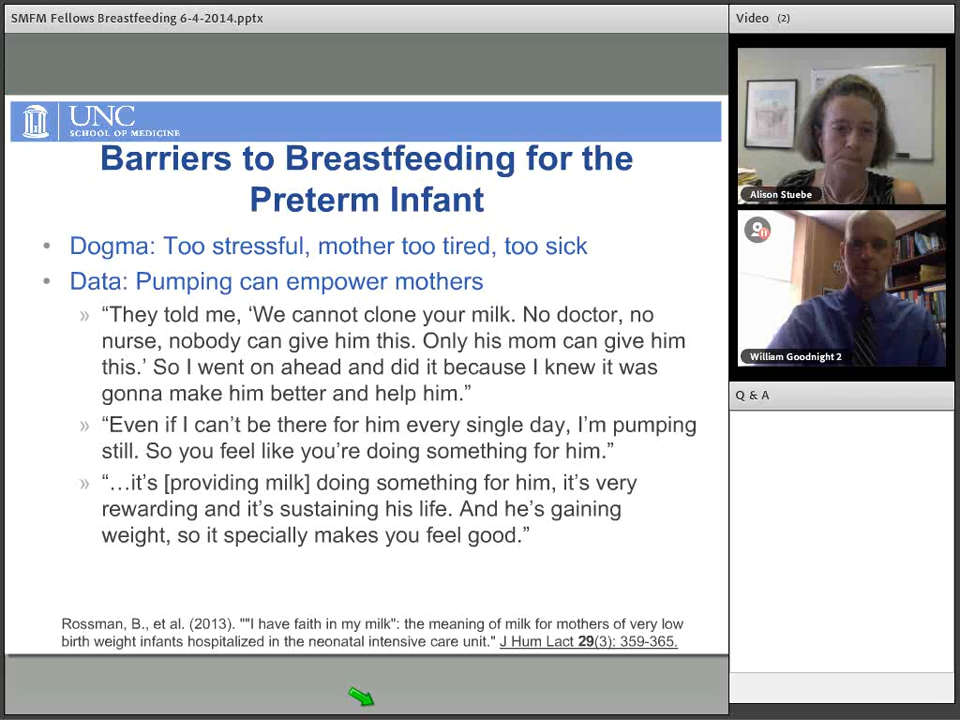 SMFM Fellows Breastfeeding 6-4-2014.pptx
Video (2)
UNC
SCHOOL OF MEDICINE
Barriers to Breastfeeding for the
Preterm Infant
• Dogma: Too stressful, mother too tired, too sick
• Data: Pumping can empower mothers
» “They told me, ‘We cannot clone your milk. No doctor, no
nurse, nobody can give him this. Only his mom can give him
this.’ So I went on ahead and did it because I knew it was
gonna make him better and help him.”
» “Even if I can’t be there for him every single day, I’m pumping
still. So you feel like you’re doing something for him.”
» “…it’s [providing milk] doing something for him, it’s very
rewarding and it’s sustaining his life. And he’s gaining
weight, so it specially makes you feel good.”
Rossman, B., et al. (2013). ""I have faith in my milk": the meaning of milk for mothers of very low
birth weight infants hospitalized in the neonatal intensive care unit." J Hum Lact 29(3): 359-365.
Alison Stuebe
William Goodnight 2
Q & A